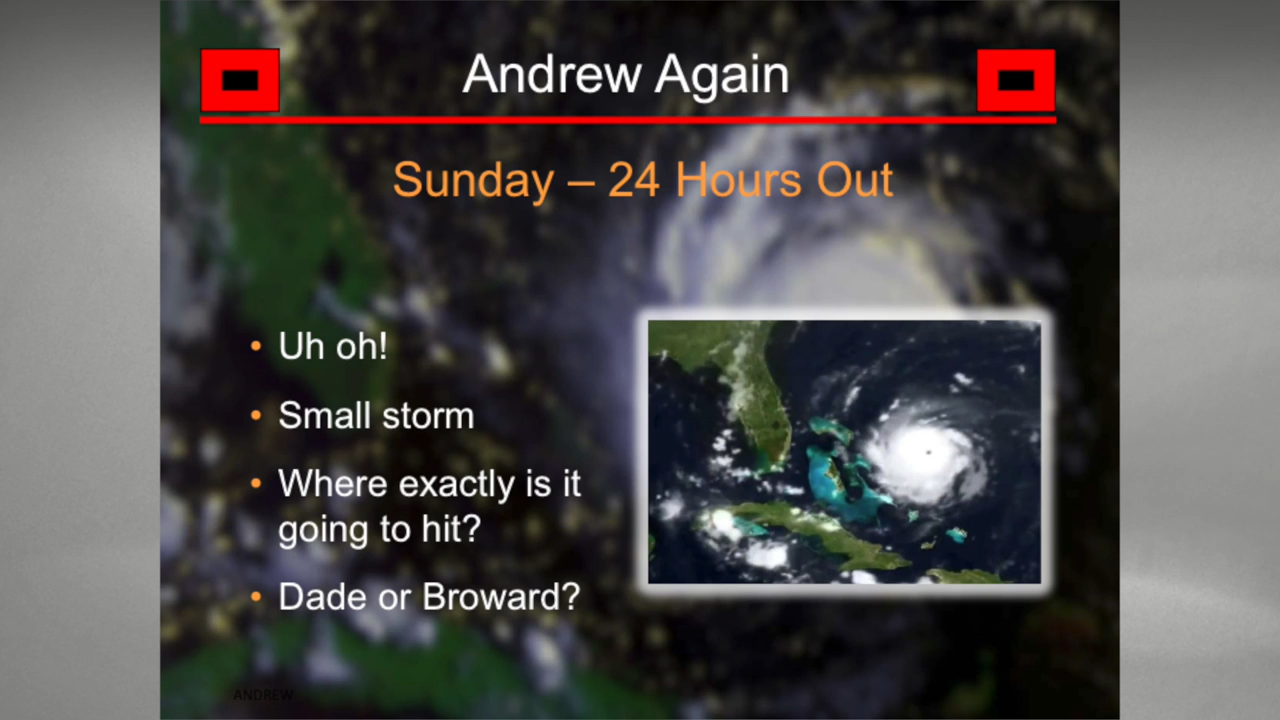 Andrew Again
Sunday – 24 Hours Out
• Uh oh!
• Small storm
• Where exactly is it
going to hit?
• Dade or Broward?
ANDREW